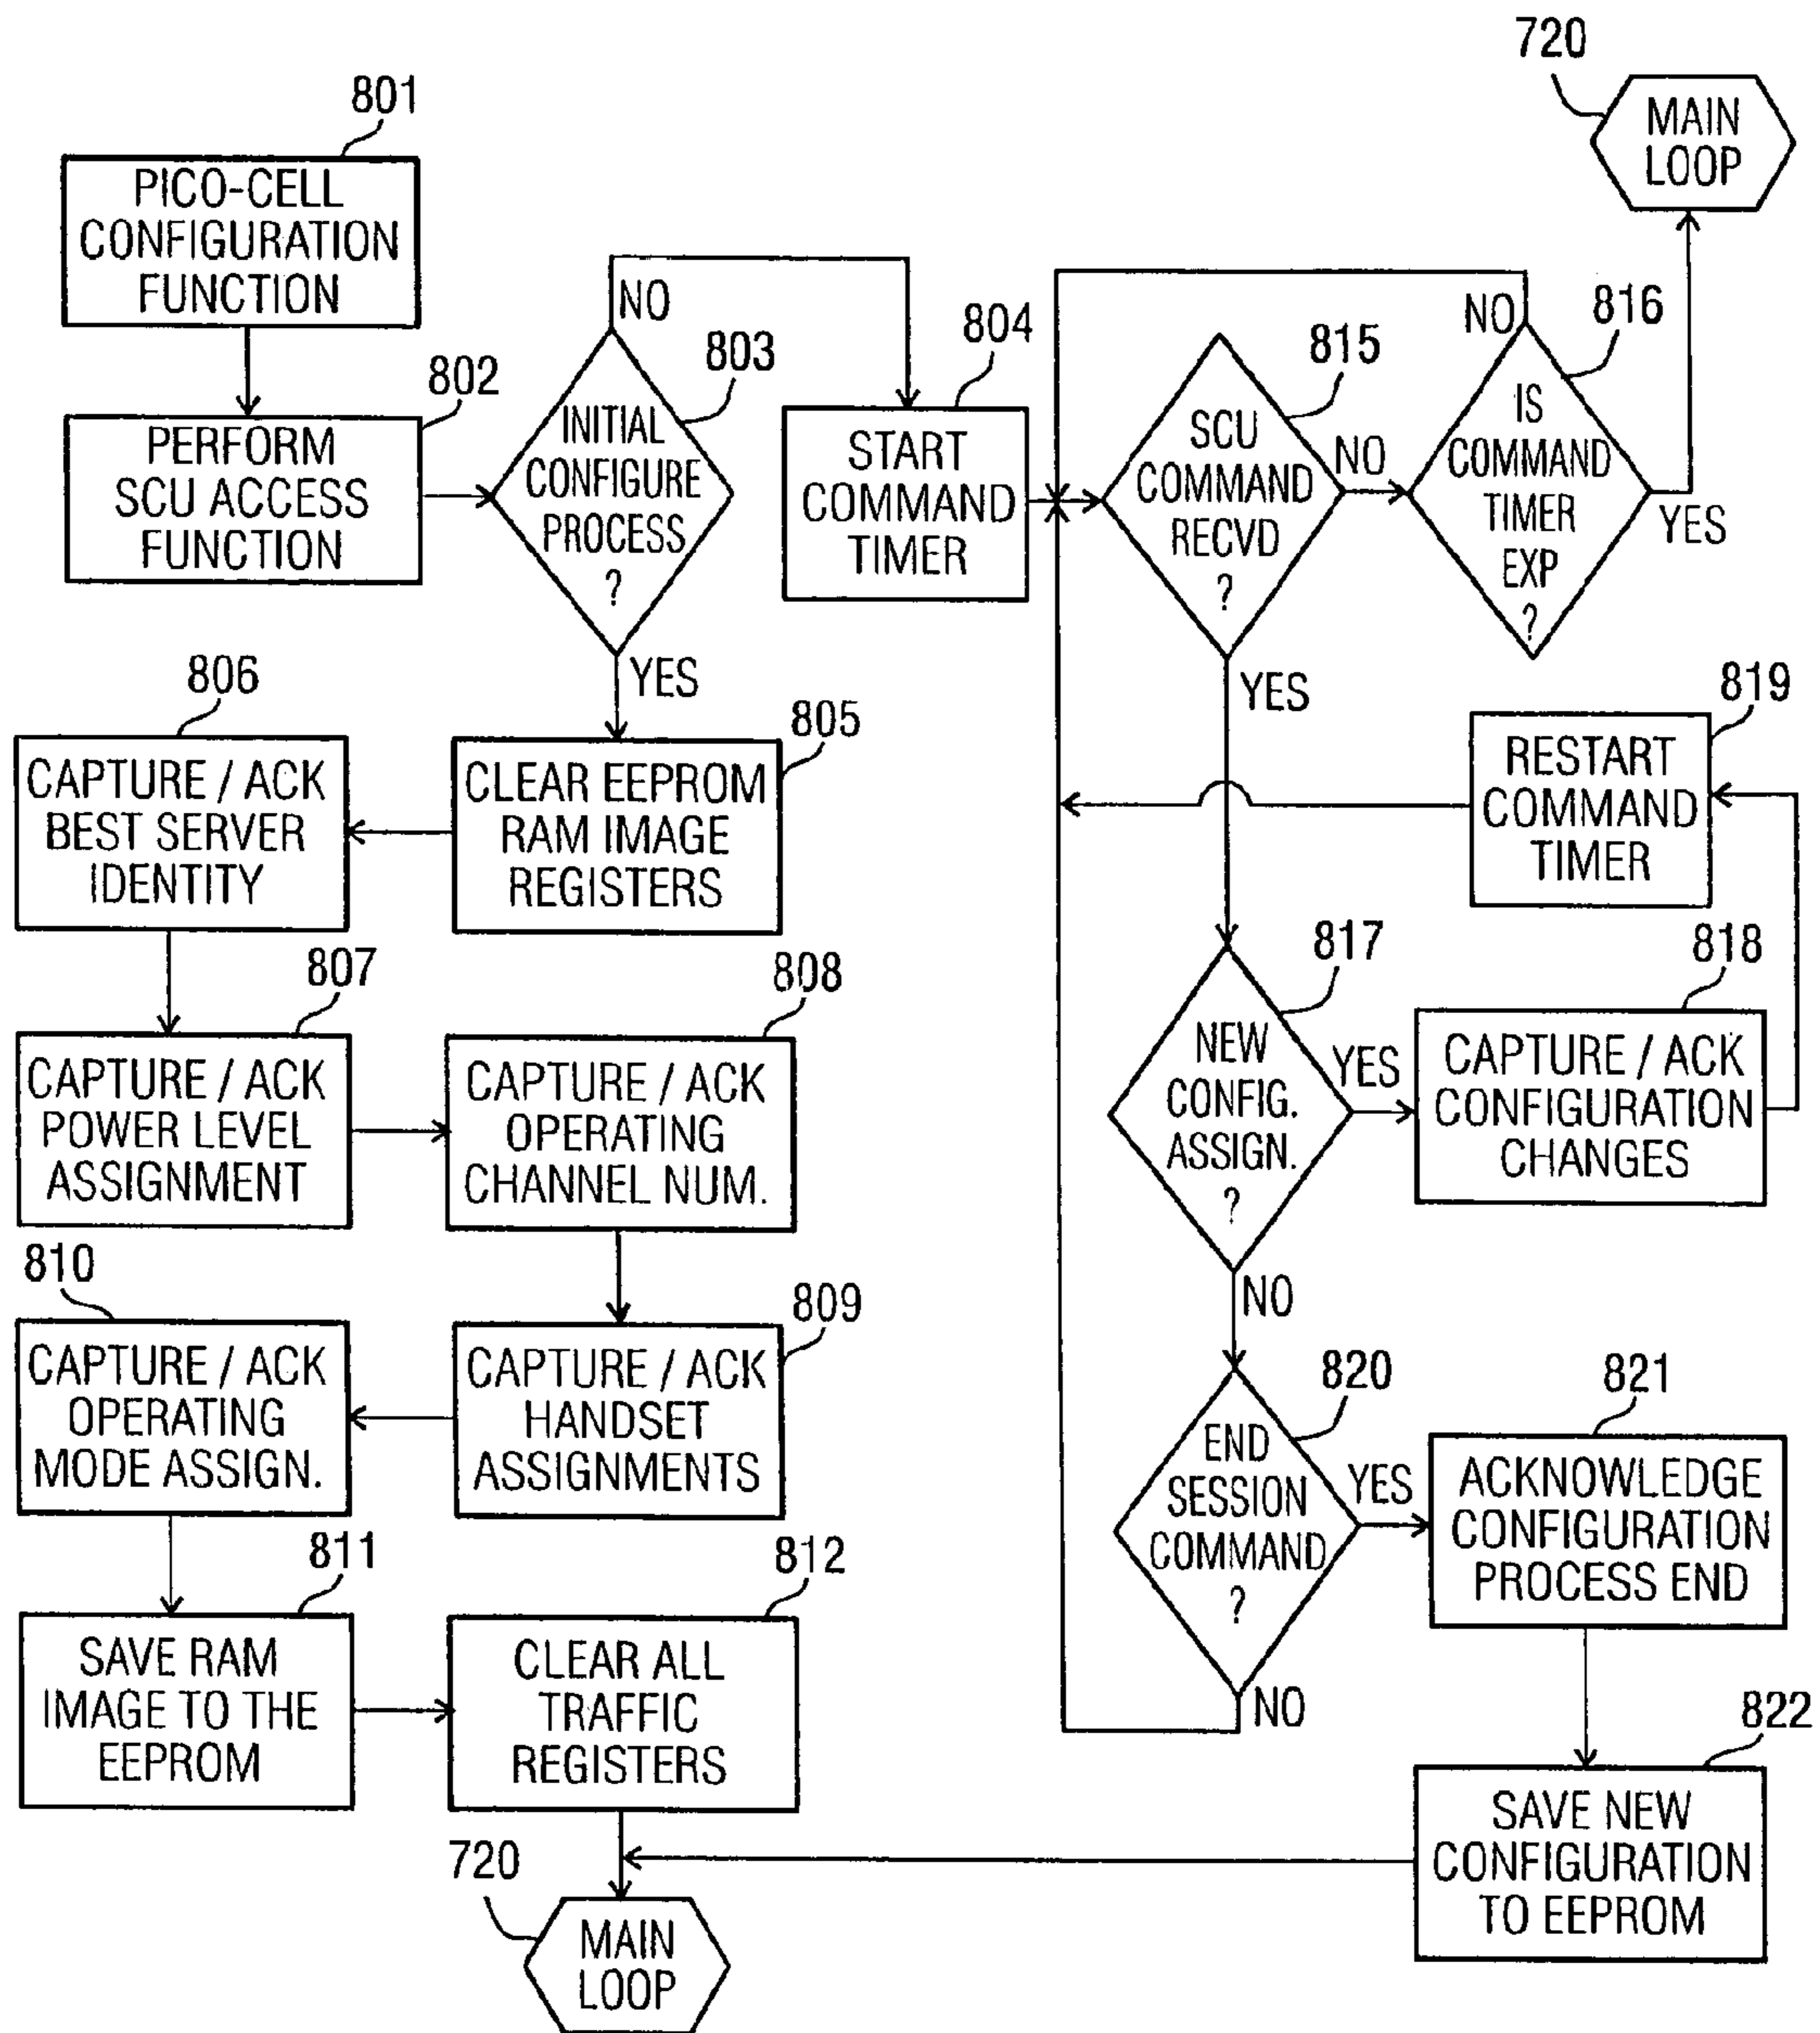 801
PICO-CELL
CONFIGURATION
FUNCTION
802
PERFORM
SCU ACCESS
FUNCTION
803
INITIAL
CONFIGURE
PROCESS
?
NO
YES
804
START
COMMAND
TIMER
815
SCU
COMMAND
RECVD
?
NO
YES
816
IS
COMMAND
TIMER
EXP
?
NO
YES
720
MAIN
LOOP
805
CLEAR EEPROM
RAM IMAGE
REGISTERS
806
CAPTURE / ACK
BEST SERVER
IDENTITY
807
CAPTURE / ACK
POWER LEVEL
ASSIGNMENT
808
CAPTURE / ACK
OPERATING
CHANNEL NUM.
809
CAPTURE / ACK
HANDSET
ASSIGNMENTS
810
CAPTURE / ACK
OPERATING
MODE ASSIGN.
811
SAVE RAM
IMAGE TO THE
EEPROM
812
CLEAR ALL
TRAFFIC
REGISTERS
720
MAIN
LOOP
817
NEW
CONFIG.
ASSIGN.
?
YES
NO
818
CAPTURE / ACK
CONFIGURATION
CHANGES
819
RESTART
COMMAND
TIMER
820
END
SESSION
COMMAND
?
YES
NO
821
ACKNOWLEDGE
CONFIGURATION
PROCESS END
822
SAVE NEW
CONFIGURATION
TO EEPROM